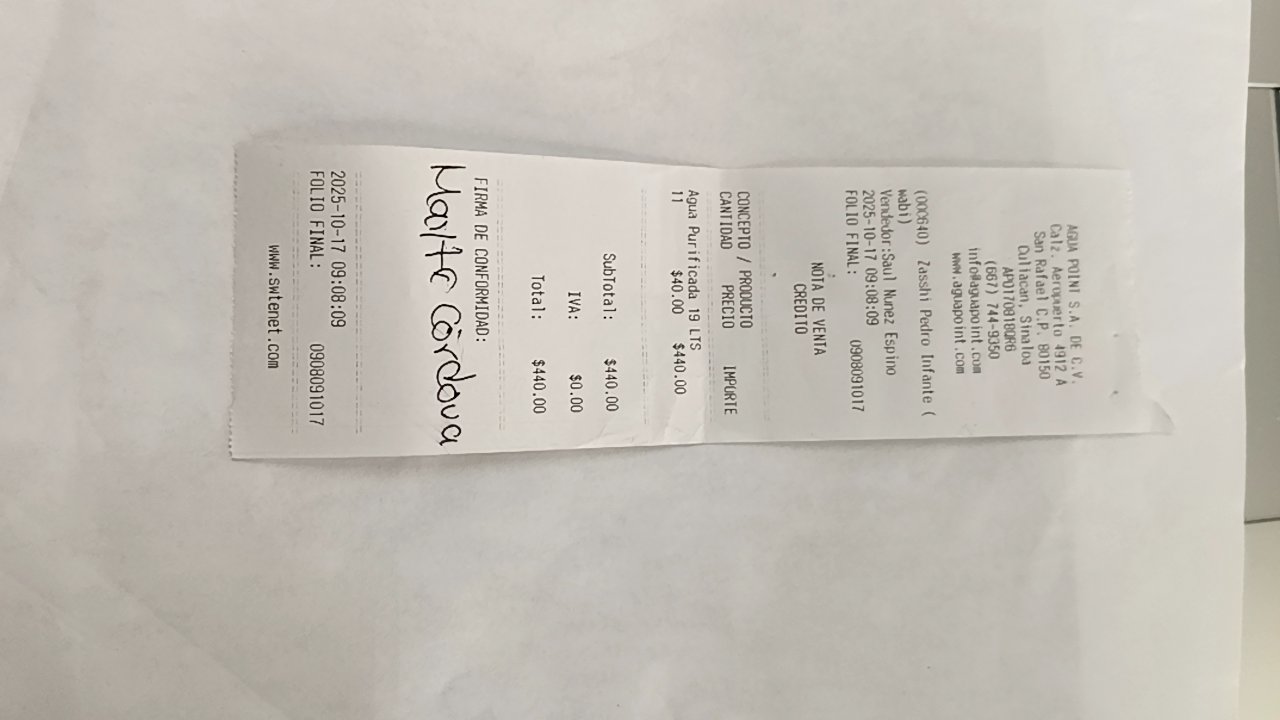 AGUA POINT S.A. DE C.V.
Calz. Aeropuerto 4912 A
San Rafael C.P. 80150
Culiacan, Sinaloa
APO170818QR6
(667) 744-9350
info@aguapoint.com
www.aguapoint.com
(000640) Zasshi Pedro Infante (
wabi)
Vendedor:Saul Nunez Espino
2025-10-17 09:08:09
FOLIO FINAL: 0908091017
NOTA DE VENTA
CREDITO
CONCEPTO / PRODUCTO
CANTIDAD PRECIO IMPORTE
Agua Purificada 19 LTS
11 $40.00 $440.00
SubTotal: $440.00
IVA: $0.00
Total: $440.00
FIRMA DE CONFORMIDAD:
Maite Córdova
2025-10-17 09:08:09
FOLIO FINAL: 0908091017
www.swtenet.com